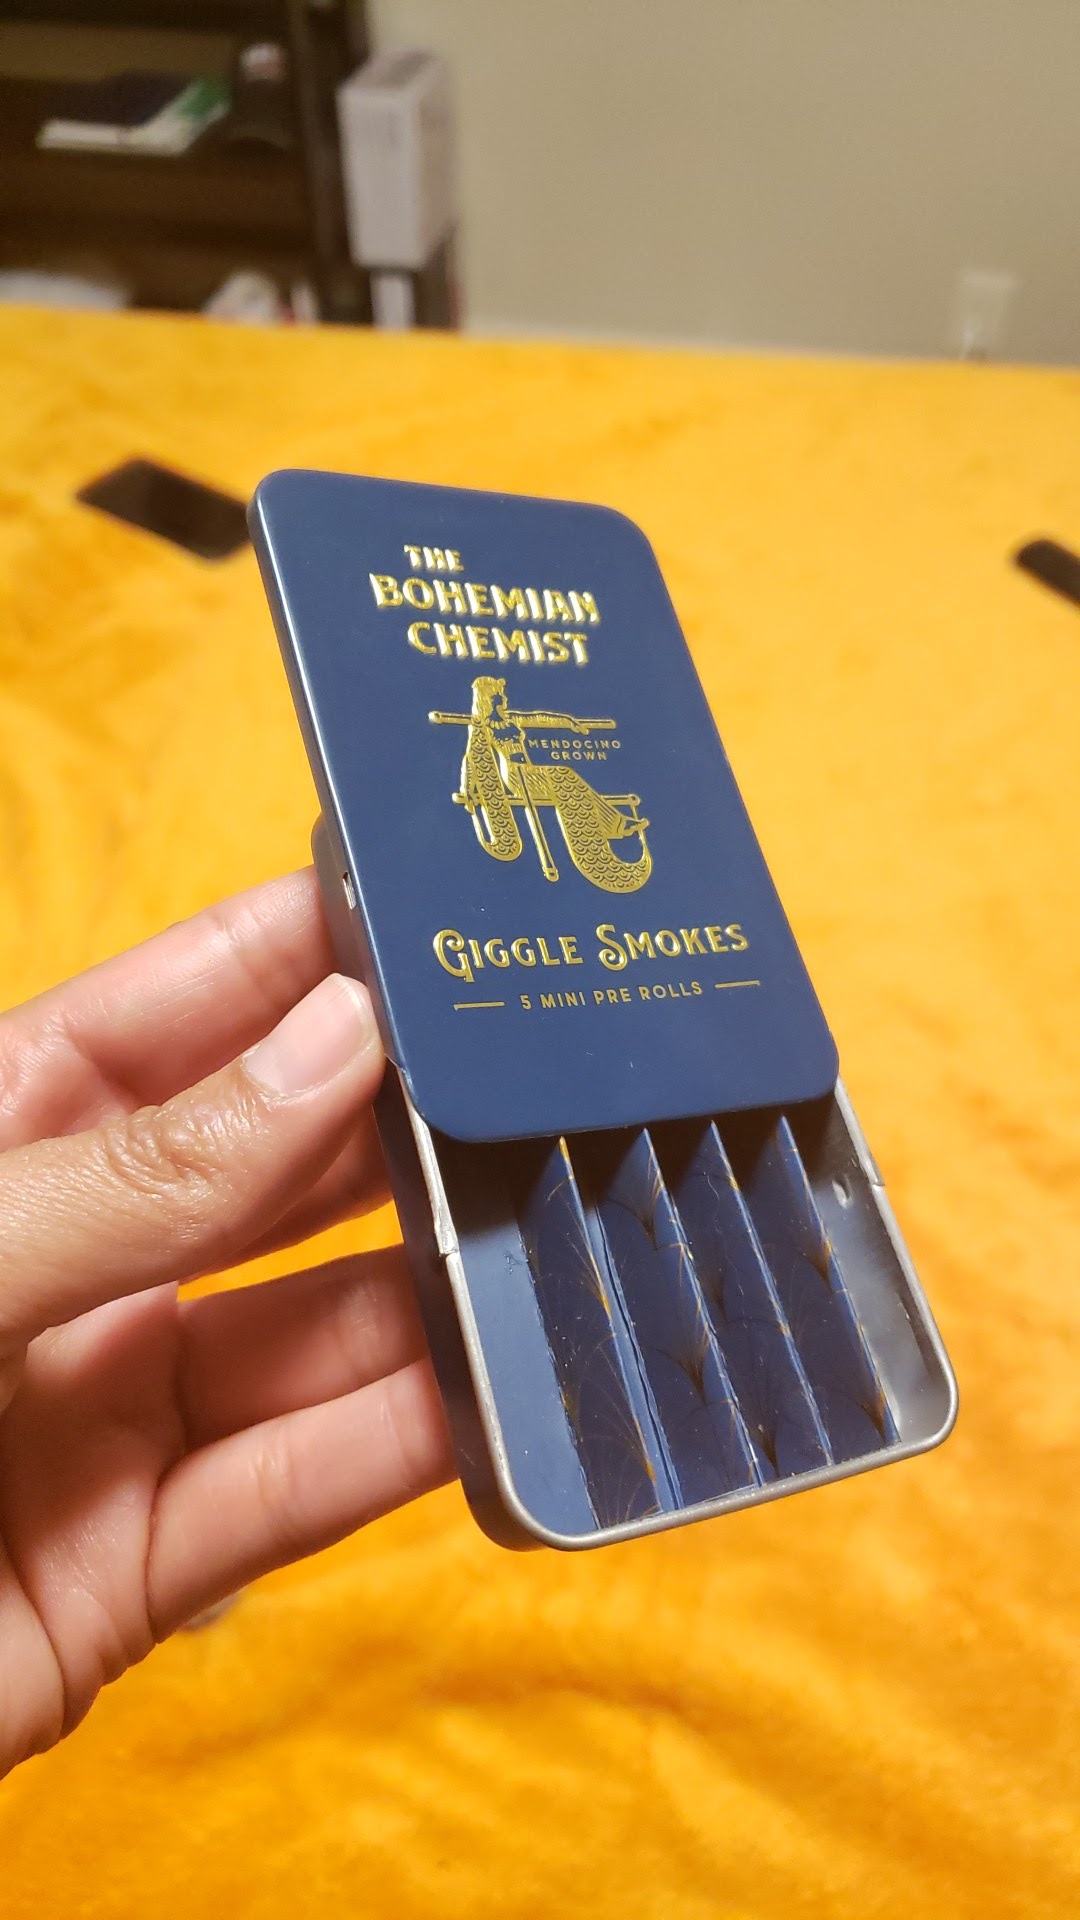 THE
BOHEMIAN
CHEMIST
MENDOCINO
GROWN
GIGGLE SMOKES
5 MINI PRE ROLLS